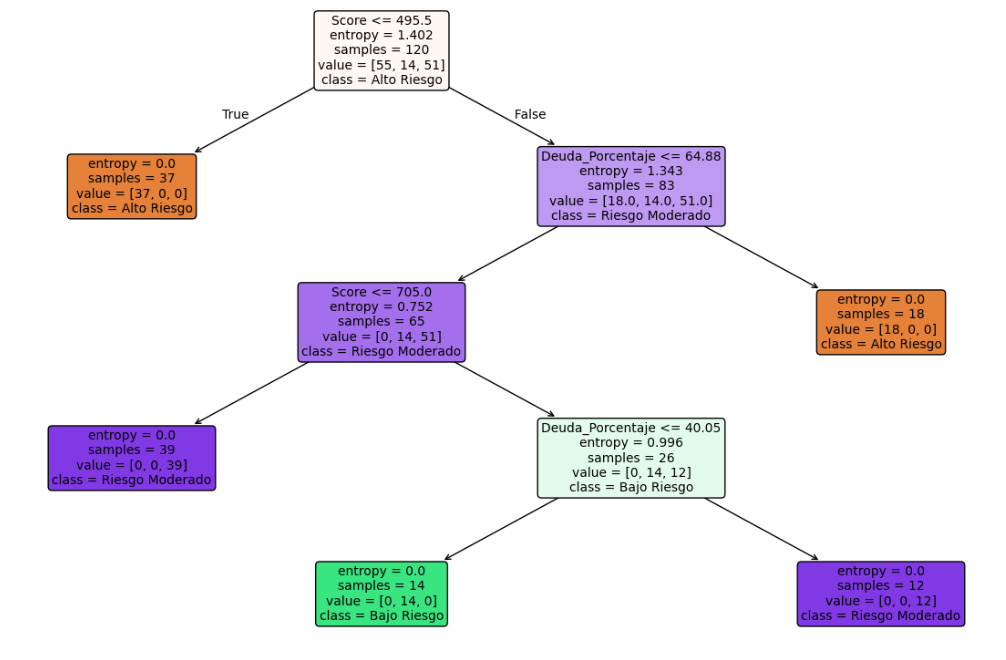 Score <= 495.5
entropy = 1.402
samples = 120
value = [55, 14, 51]
class = Alto Riesgo
True
False
entropy = 0.0
samples = 37
value = [37, 0, 0]
class = Alto Riesgo
Deuda_Porcentaje <= 64.88
entropy = 1.343
samples = 83
value = [18.0, 14.0, 51.0]
class = Riesgo Moderado
Score <= 705.0
entropy = 0.752
samples = 65
value = [0, 14, 51]
class = Riesgo Moderado
entropy = 0.0
samples = 18
value = [18, 0, 0]
class = Alto Riesgo
entropy = 0.0
samples = 39
value = [0, 0, 39]
class = Riesgo Moderado
Deuda_Porcentaje <= 40.05
entropy = 0.996
samples = 26
value = [0, 14, 12]
class = Bajo Riesgo
entropy = 0.0
samples = 14
value = [0, 14, 0]
class = Bajo Riesgo
entropy = 0.0
samples = 12
value = [0, 0, 12]
class = Riesgo Moderado